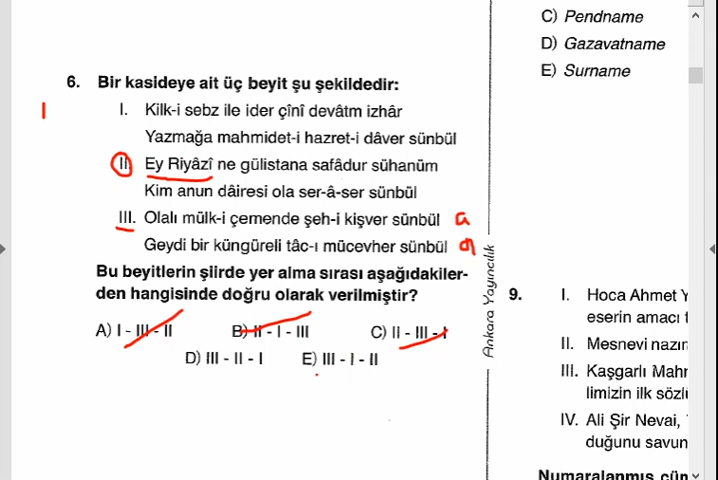 6. Bir kasideye ait üç beyit şu şekildedir:
I. Kilk-i sebz ile ider çînî devâtm izhâr
Yazmağa mahmidet-i hazret-i dâver sünbül
II. Ey Riyâzî ne gülistana safâdur sühanüm
Kim anun dâiresi ola ser-â-ser sünbül
III. Olalı mülk-i çemende şeh-i kişver sünbül a
Geydi bir küngüreli tâc-ı mücevher sünbül a
Bu beyitlerin şiirde yer alma sırası aşağıdakiler-
den hangisinde doğru olarak verilmiştir?
A) I - III - II B) II - I - III C) II - III - I
D) III - II - I E) III - I - II
Ankara Yayıncılık
C) Pendname
D) Gazavatname
E) Surname
9. I. Hoca Ahmet Y
eserin amacı t
II. Mesnevi nazır
III. Kaşgarlı Mahr
limizin ilk sözlü
IV. Ali Şir Nevai,
duğunu savun
Numaralanmış cüm